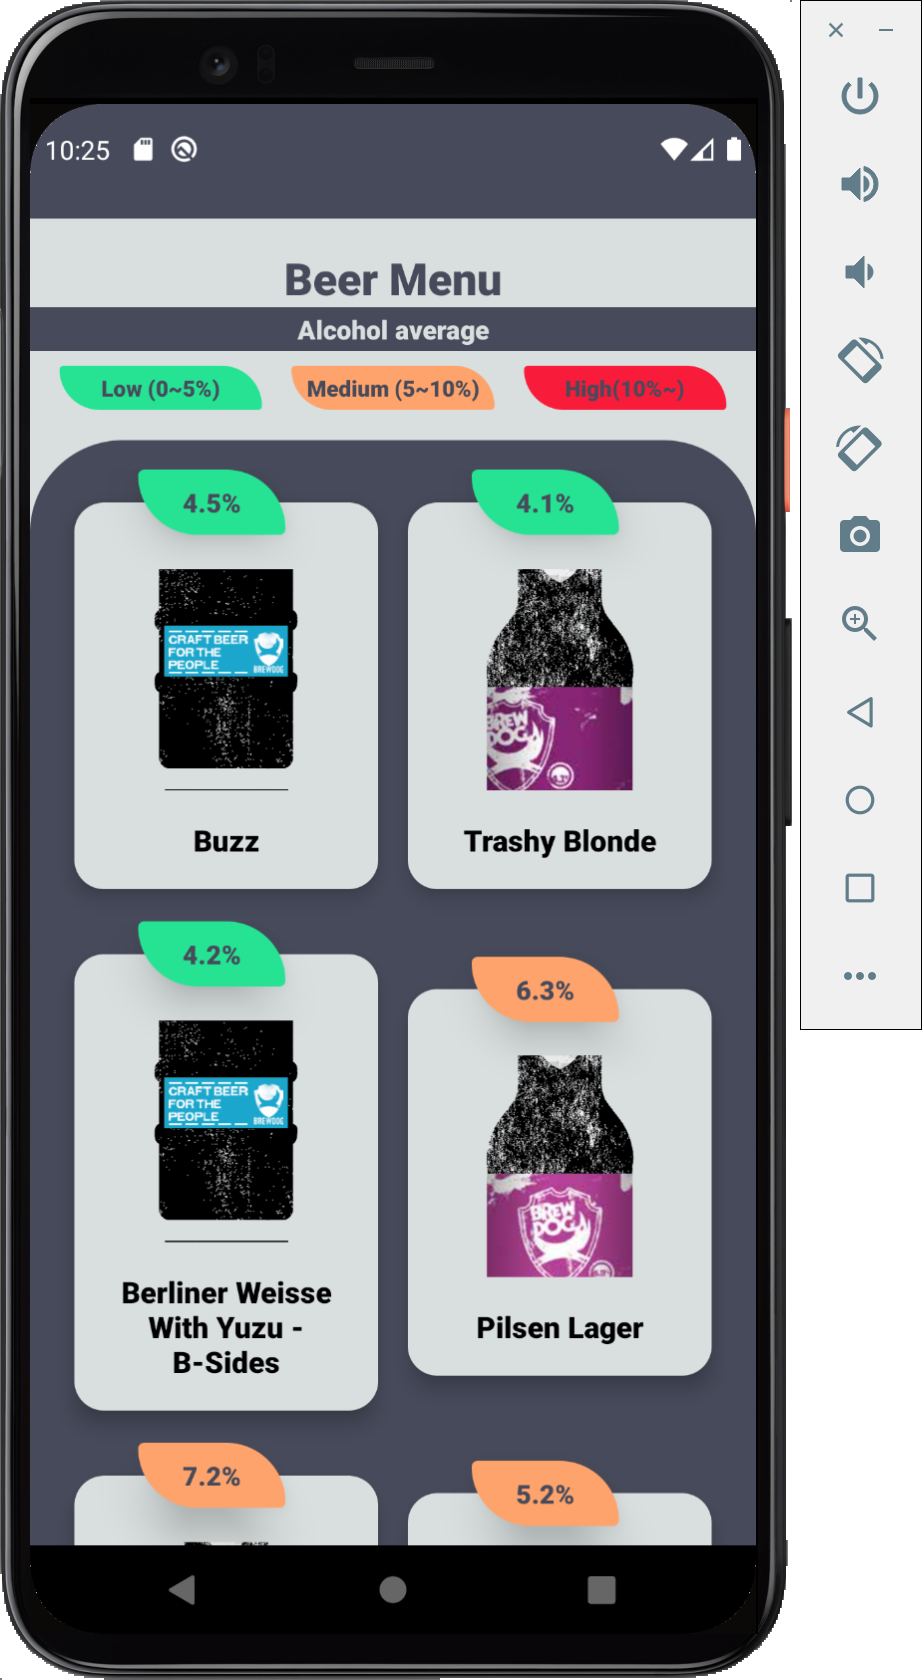 10:25
Beer Menu
Alcohol average
Low (0~5%) Medium (5~10%) High(10%~)
4.5% 4.1%
CRAFT BEER
FOR THE
PEOPLE
BREWDOG
BREW
DOG
Buzz Trashy Blonde
4.2%
6.3%
CRAFT BEER
FOR THE
PEOPLE
BREWDOG
BREW
DOG
Berliner Weisse
With Yuzu -
B-Sides
Pilsen Lager
7.2%
5.2%